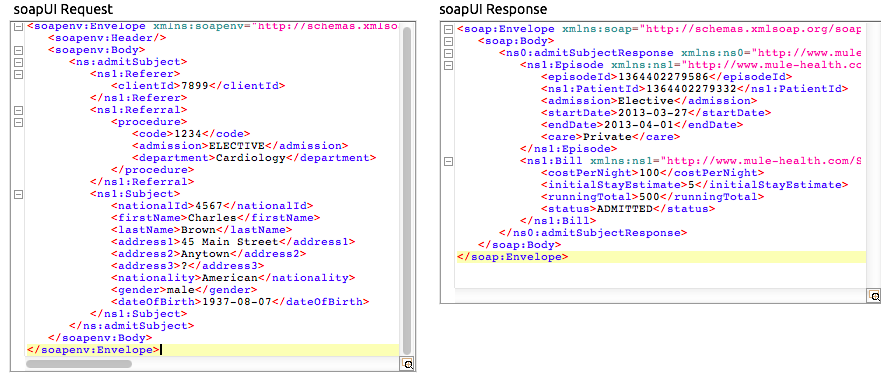 soapUI Request
<soapenv:Envelope xmlns:soapenv="http://schemas.xmlso
<soapenv:Header/>
<soapenv:Body>
<ns:admitSubject>
<ns1:Referer>
<clientId>7899</clientId>
</ns1:Referer>
<ns1:Referral>
<procedure>
<code>1234</code>
<admission>ELECTIVE</admission>
<department>Cardiology</department>
</procedure>
</ns1:Referral>
<ns1:Subject>
<nationalId>4567</nationalId>
<firstName>Charles</firstName>
<lastName>Brown</lastName>
<address1>45 Main Street</address1>
<address2>Anytown</address2>
<address3>?</address3>
<nationality>American</nationality>
<gender>male</gender>
<dateOfBirth>1937-08-07</dateOfBirth>
</ns1:Subject>
</ns:admitSubject>
</soapenv:Body>
</soapenv:Envelope>
soapUI Response
<soap:Envelope xmlns:soap="http://schemas.xmlsoap.org/soap
<soap:Body>
<ns0:admitSubjectResponse xmlns:ns0="http://www.mule
<ns1:Episode xmlns:ns1="http://www.mule-health.co
<episodeId>1364402279586</episodeId>
<ns1:PatientId>1364402279332</ns1:PatientId>
<admission>Elective</admission>
<startDate>2013-03-27</startDate>
<endDate>2013-04-01</endDate>
<care>Private</care>
</ns1:Episode>
<ns1:Bill xmlns:ns1="http://www.mule-health.com/S
<costPerNight>100</costPerNight>
<initialStayEstimate>5</initialStayEstimate>
<runningTotal>500</runningTotal>
<status>ADMITTED</status>
</ns1:Bill>
</ns0:admitSubjectResponse>
</soap:Body>
</soap:Envelope>